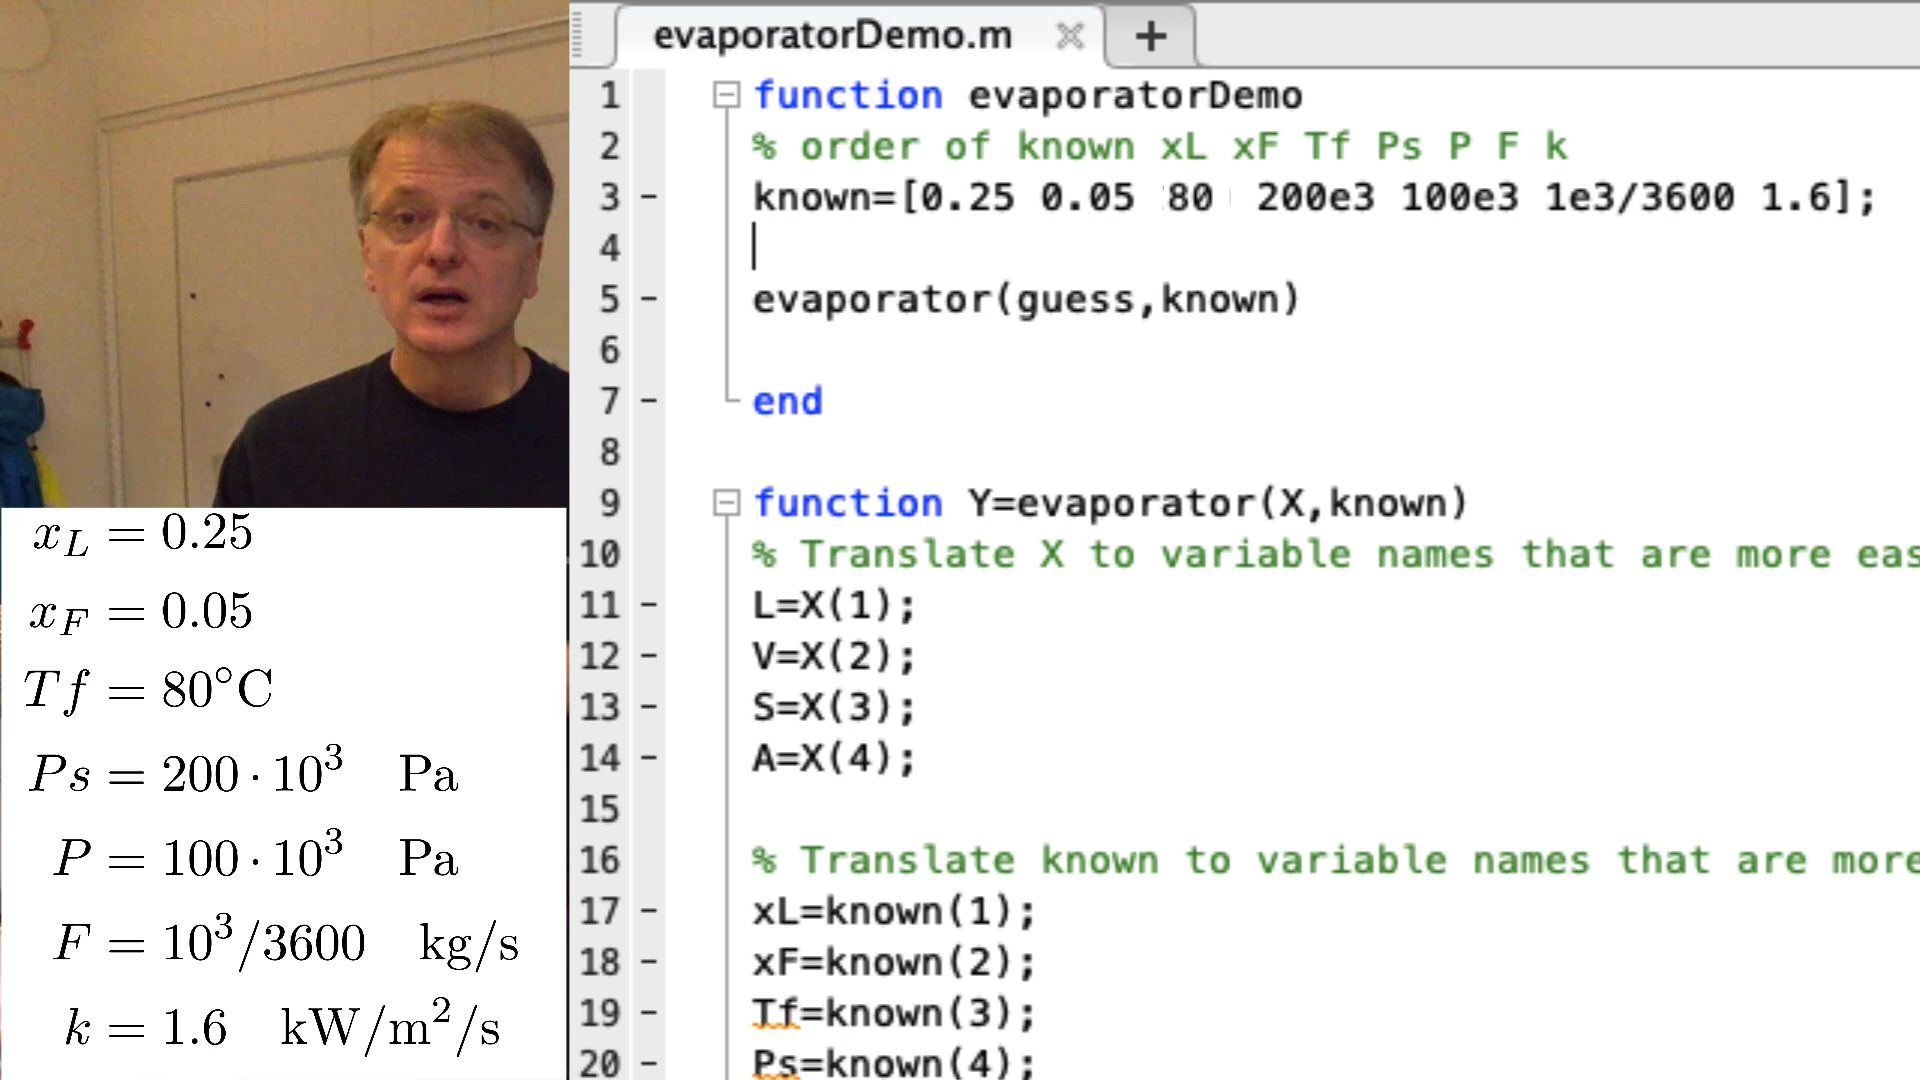 evaporatorDemo.m
1 function evaporatorDemo
2 % order of known xL xF Tf Ps P F k
3 - known=[0.25 0.05 80 200e3 100e3 1e3/3600 1.6];
4
5 - evaporator(guess,known)
6
7 - end
8
9 function Y=evaporator(X,known)
10 % Translate X to variable names that are more eas
11 - L=X(1);
12 - V=X(2);
13 - S=X(3);
14 - A=X(4);
15
16 % Translate known to variable names that are more
17 - xL=known(1);
18 - xF=known(2);
19 - Tf=known(3);
20 - Ps=known(4);
x_L = 0.25
x_F = 0.05
Tf = 80°C
Ps = 200 · 10³ Pa
P = 100 · 10³ Pa
F = 10³/3600 kg/s
k = 1.6 kW/m²/s